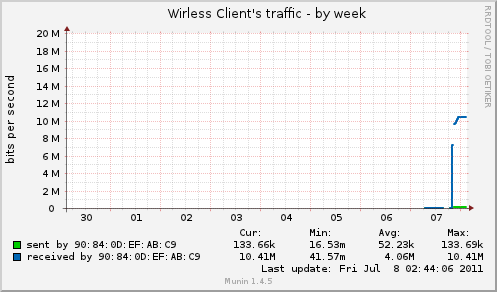 Wirless Client's traffic - by week
RRDTOOL / TOBI OETIKER
bits per second
20 M
18 M
16 M
14 M
12 M
10 M
8 M
6 M
4 M
2 M
0
30 01 02 03 04 05 06 07
Cur: Min: Avg: Max:
sent by 90:84:0D:EF:AB:C9 133.66k 16.53m 52.23k 133.69k
received by 90:84:0D:EF:AB:C9 10.41M 41.57m 4.06M 10.41M
Last update: Fri Jul 8 02:44:06 2011
Munin 1.4.5